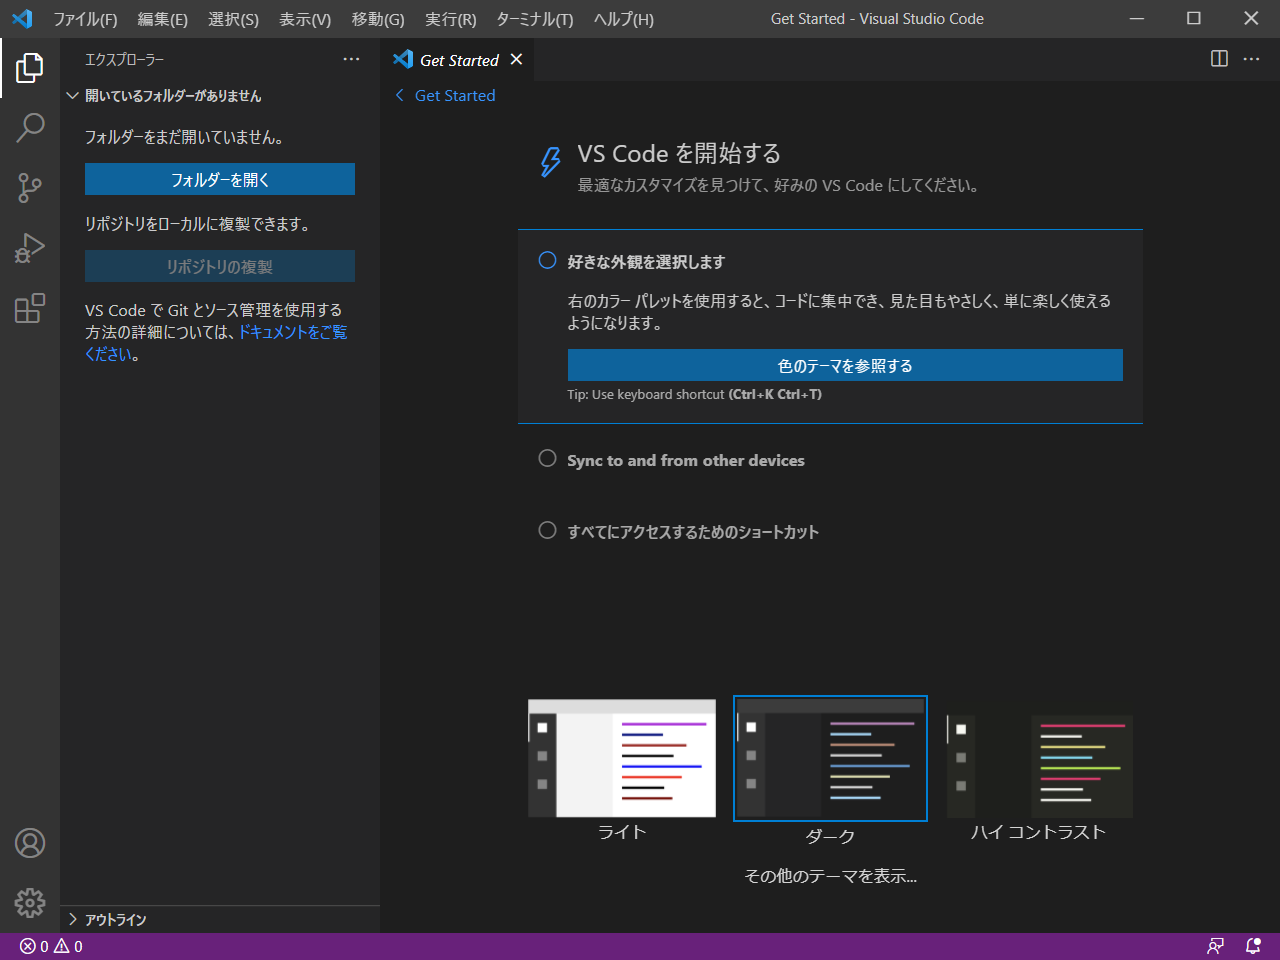 ファイル(F) 編集(E) 選択(S) 表示(V) 移動(G) 実行(R) ターミナル(T) ヘルプ(H) Get Started - Visual Studio Code
エクスプローラー
Get Started
開いているフォルダーがありません
フォルダーをまだ開いていません。
フォルダーを開く
リポジトリをローカルに複製できます。
リポジトリの複製
VS Code で Git とソース管理を使用する
方法の詳細については、ドキュメントをご覧
ください。
アウトライン
Get Started
VS Code を開始する
最適なカスタマイズを見つけて、好みの VS Code にしてください。
好きな外観を選択します
右のカラー パレットを使用すると、コードに集中でき、見た目もやさしく、単に楽しく使える
ようになります。
色のテーマを参照する
Tip: Use keyboard shortcut (Ctrl+K Ctrl+T)
Sync to and from other devices
すべてにアクセスするためのショートカット
ライト
ダーク
ハイ コントラスト
その他のテーマを表示...
0 0